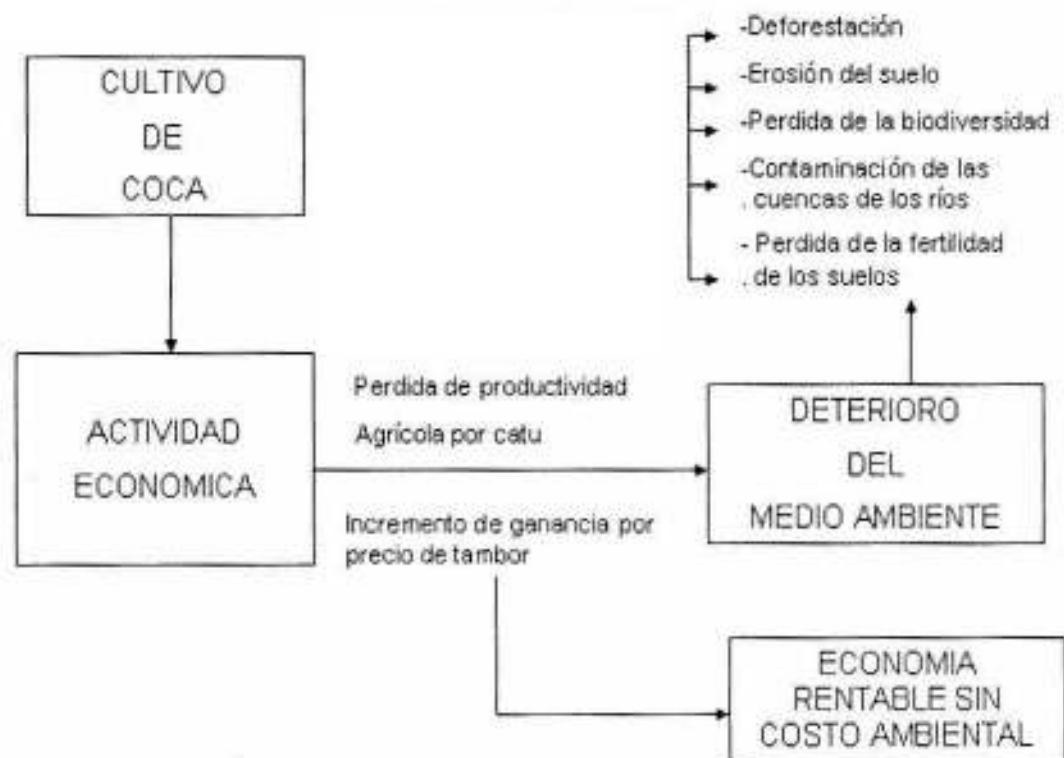 CULTIVO
DE
COCA
-Deforestación
-Erosión del suelo
-Perdida de la biodiversidad
-Contaminación de las
. cuencas de los ríos
- Perdida de la fertilidad
. de los suelos
ACTIVIDAD
ECONOMICA
Perdida de productividad
Agrícola por catu
Incremento de ganancia por
precio de tambor
DETERIORO
DEL
MEDIO AMBIENTE
ECONOMIA
RENTABLE SIN
COSTO AMBIENTAL